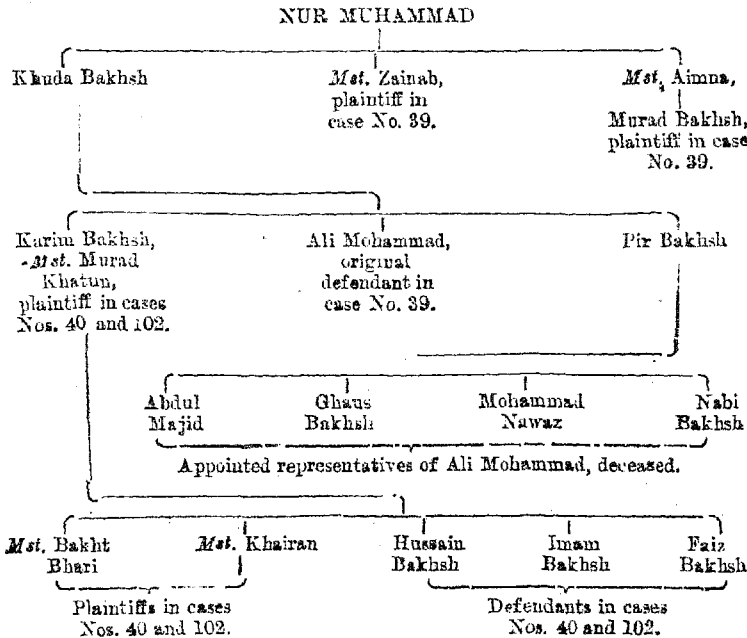 NUR MUHAMMAD
Khuda Bakhsh
Mst. Zainab,
plaintiff in
case No. 39.
Mst. Aimna,
Murad Bakhsh,
plaintiff in case
No. 39.
Karim Bakhsh,
Mst. Murad
Khatun,
plaintiff in cases
Nos. 40 and 102.
Ali Mohammad,
original
defendant in
case No. 39.
Pir Bakhsh
Abdul
Majid
Ghaus
Bakhsh
Mohammad
Nawaz
Nabi
Bakhsh
Appointed representatives of Ali Mohammad, deceased.
Mst. Bakht
Bhari
Mst. Khairan
Hussain
Bakhsh
Imam
Bakhsh
Faiz
Bakhsh
Plaintiffs in cases
Nos. 40 and 102.
Defendants in cases
Nos. 40 and 102.